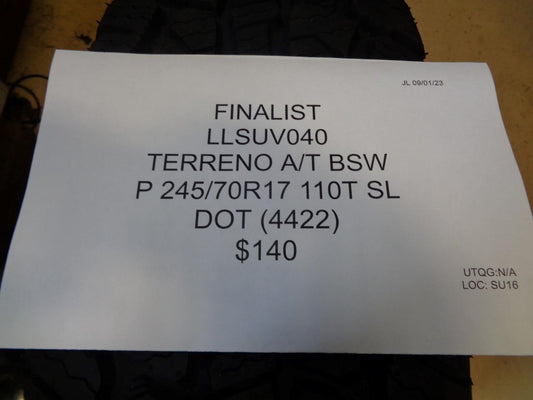 JL 09/01/23
FINALIST
LLSUV040
TERRENO A/T BSW
P 245/70R17 110T SL
DOT (4422)
$140
UTQG:N/A
LOC: SU16